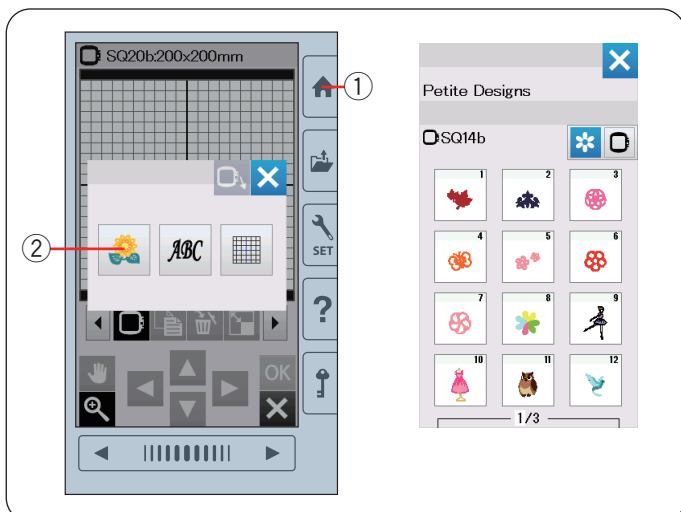 SQ20b:200x200mm
①
②
ABC
SET
?
OK
Petite Designs
SQ14b
1 2 3
4 5 6
7 8 9
10 11 12
1/3